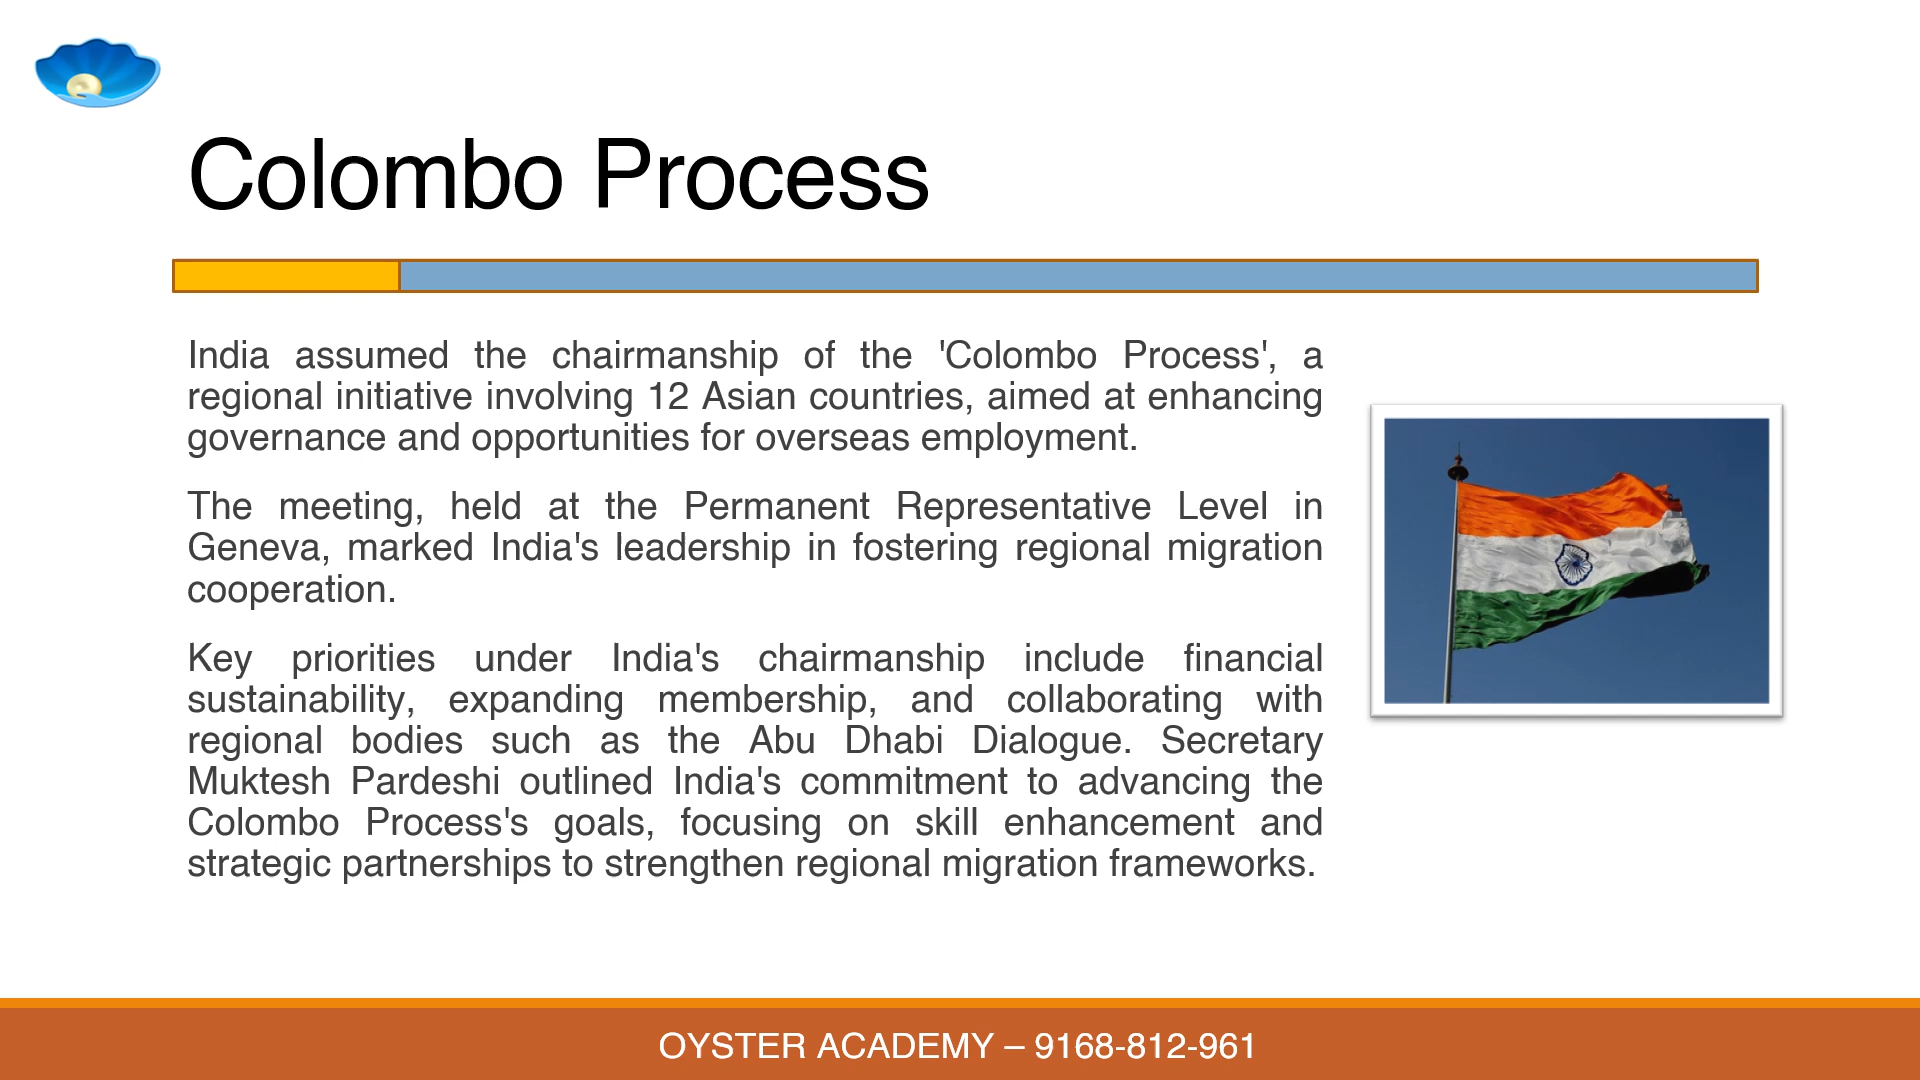 Colombo Process
India assumed the chairmanship of the 'Colombo Process', a
regional initiative involving 12 Asian countries, aimed at enhancing
governance and opportunities for overseas employment.
The meeting, held at the Permanent Representative Level in
Geneva, marked India's leadership in fostering regional migration
cooperation.
Key priorities under India's chairmanship include financial
sustainability, expanding membership, and collaborating with
regional bodies such as the Abu Dhabi Dialogue. Secretary
Muktesh Pardeshi outlined India's commitment to advancing the
Colombo Process's goals, focusing on skill enhancement and
strategic partnerships to strengthen regional migration frameworks.
OYSTER ACADEMY – 9168-812-961